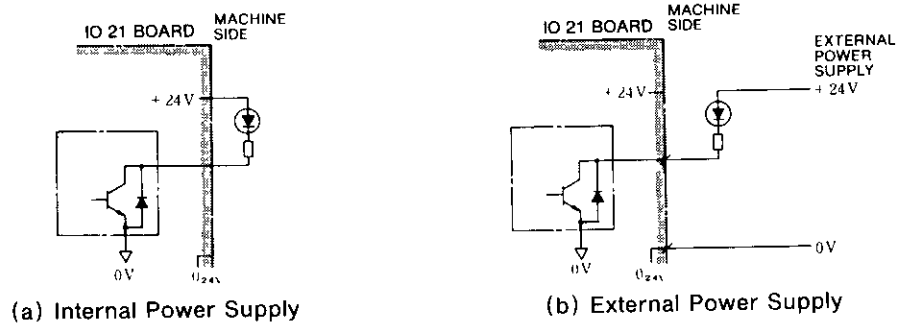 IO 21 BOARD
MACHINE
SIDE
+ 24V
0V
(a) Internal Power Supply
IO 21 BOARD
MACHINE
SIDE
EXTERNAL
POWER
SUPPLY
+ 24V
+ 24V
0V
0V
(b) External Power Supply